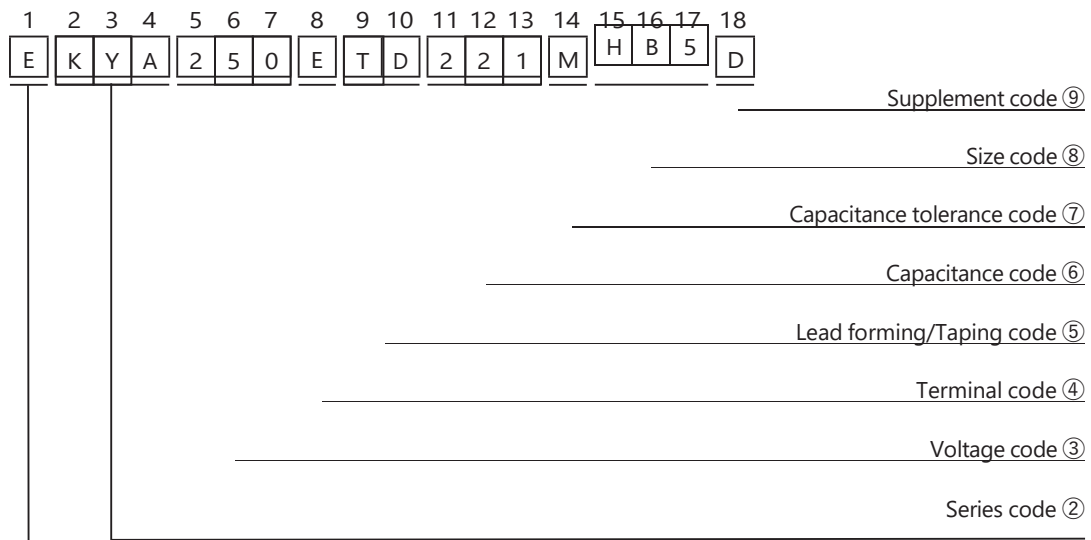 1 2 3 4 5 6 7 8 9 10 11 12 13 14 15 16 17 18
E K Y A 2 5 0 E T D 2 2 1 M H B 5 D
Supplement code ⑨
Size code ⑧
Capacitance tolerance code ⑦
Capacitance code ⑥
Lead forming/Taping code ⑤
Terminal code ④
Voltage code ③
Series code ②